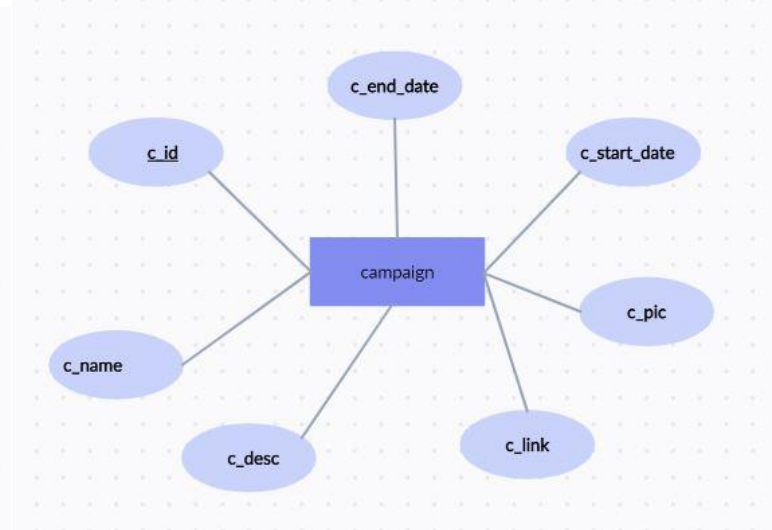 c_end_date
c_id
c_start_date
campaign
c_pic
c_name
c_link
c_desc